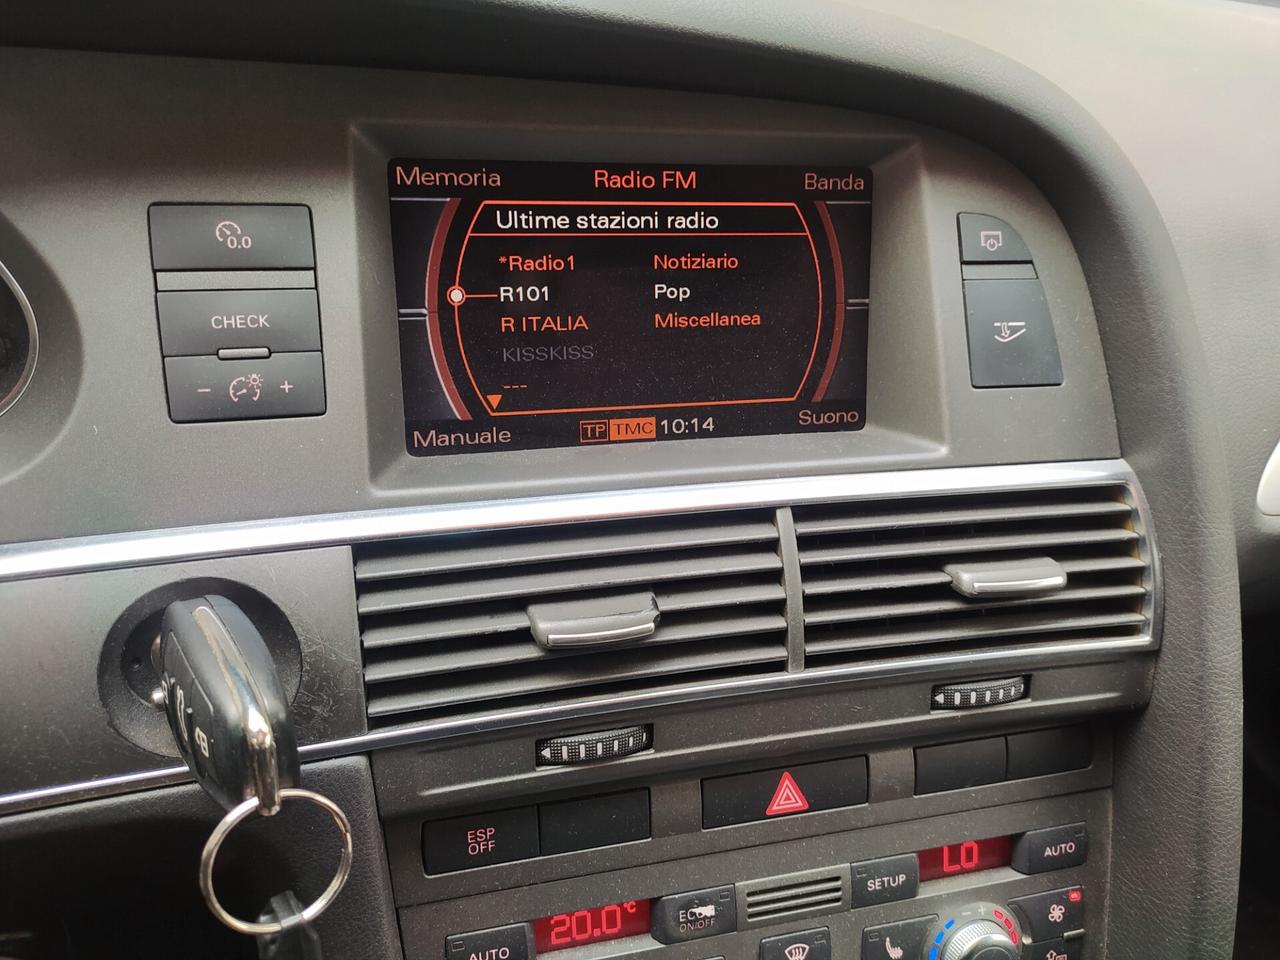 Memoria Radio FM Banda
Ultime stazioni radio
*Radio1 Notiziario
R101 Pop
R ITALIA Miscellanea
KISSKISS
---
Manuale TP TMC 10:14 Suono
0.0
CHECK
- +
ESP
OFF
LO
AUTO
SETUP
20.0°C
ON/OFF
AUTO
- +